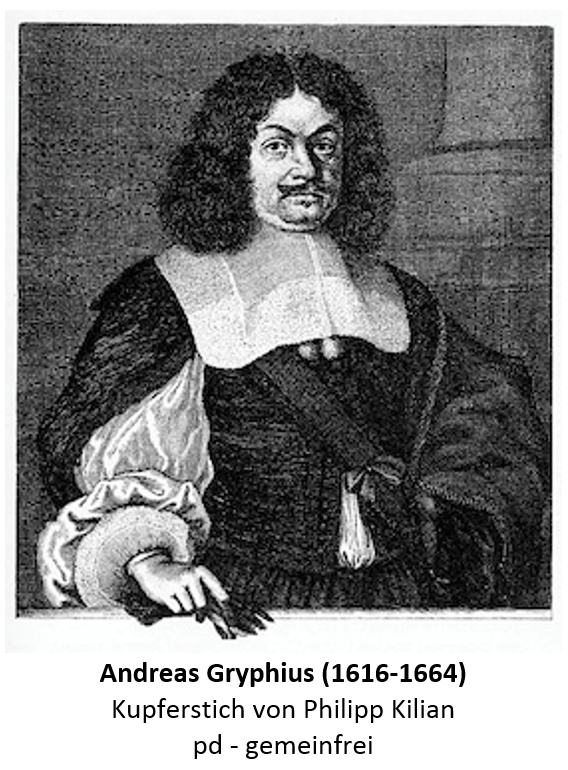 Andreas Gryphius (1616-1664)
Kupferstich von Philipp Kilian
pd - gemeinfrei